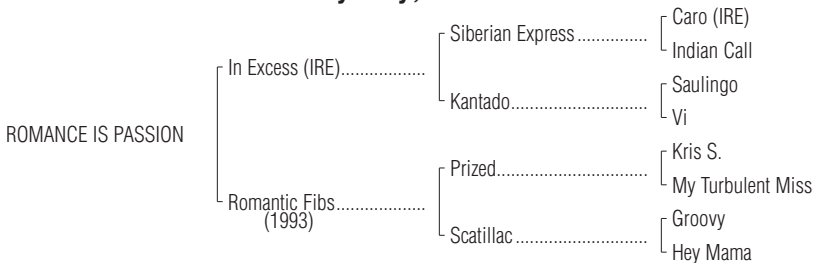 Caro (IRE)
Siberian Express ...............
Indian Call
In Excess (IRE)..................
Saulingo
Kantado.............................
Vi
ROMANCE IS PASSION
Kris S.
Prized................................
My Turbulent Miss
Romantic Fibs...................
(1993)
Groovy
Scatillac ............................
Hey Mama